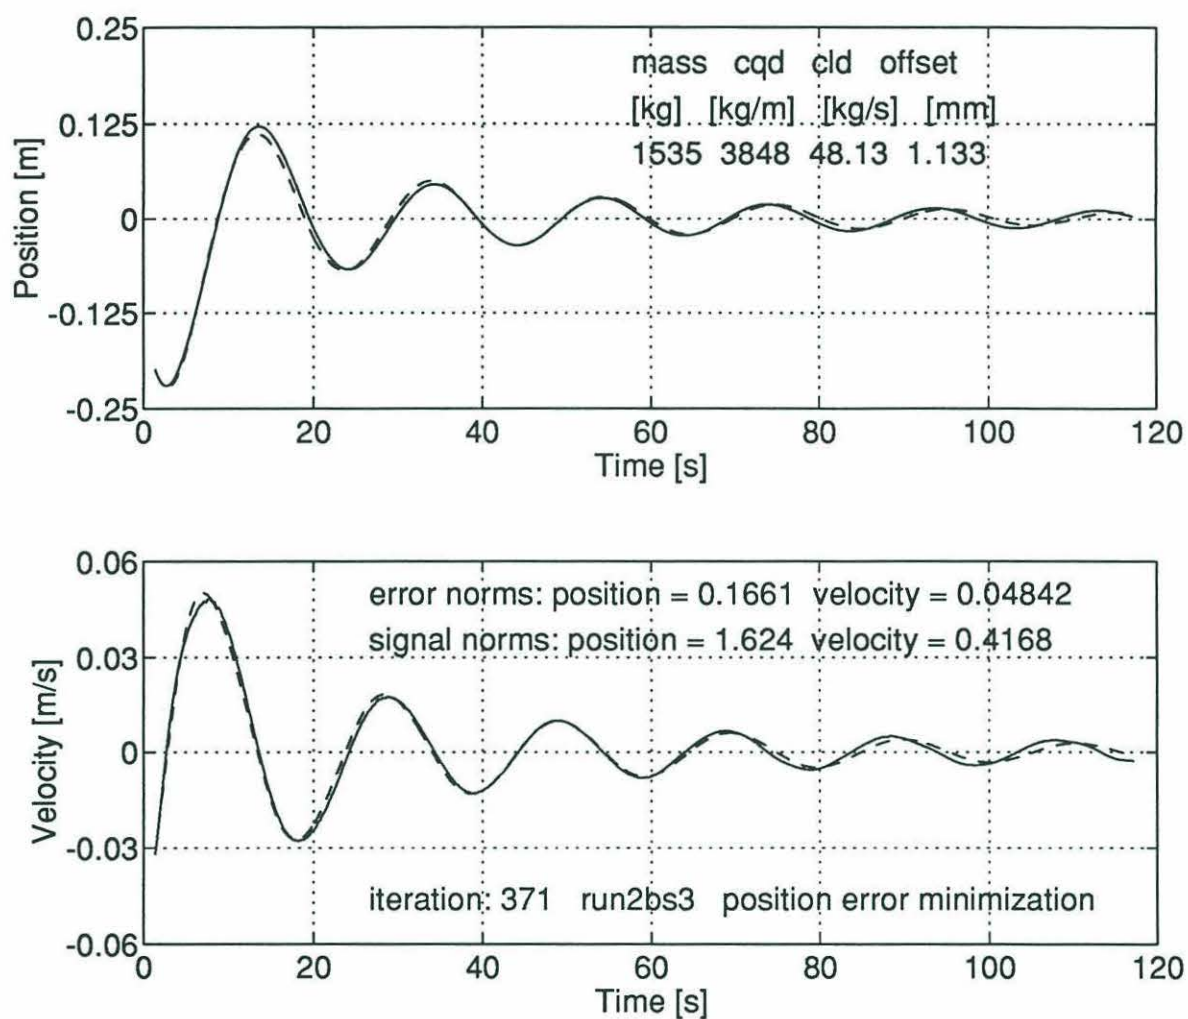 0.25
0.125
0
-0.125
-0.25
Position [m]
mass cqd cld offset
[kg] [kg/m] [kg/s] [mm]
1535 3848 48.13 1.133
0 20 40 60 80 100 120
Time [s]
0.06
0.03
0
-0.03
-0.06
Velocity [m/s]
error norms: position = 0.1661 velocity = 0.04842
signal norms: position = 1.624 velocity = 0.4168
iteration: 371 run2bs3 position error minimization
0 20 40 60 80 100 120
Time [s]